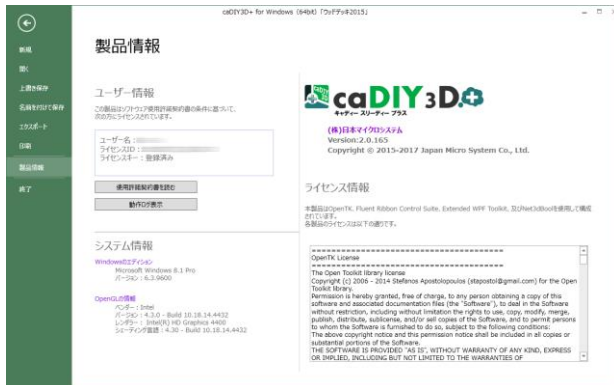 caDIY3D+ for Windows (64bit) 「ウッドデッキ2015」
新規
開く
上書き保存
名前を付けて保存
エクスポート
印刷
製品情報
終了
製品情報
ユーザー情報
この製品はソフトウェア使用許諾契約書の条件に基づいて、
次の方にライセンスされています。
ユーザー名：
ライセンスID：
ライセンスキー：登録済み
使用許諾契約書を読む
動作ログ表示
システム情報
Windowsのエディション
Microsoft Windows 8.1 Pro
バージョン：6.3.9600
OpenGLの情報
ベンダー：Intel
バージョン：4.3.0 - Build 10.18.14.4432
レンダラー：Intel(R) HD Graphics 4400
シェーディング言語：4.30 - Build 10.18.14.4432
caDIY3D+
キャディー スリーディー プラス
(株)日本マイクロシステム
Version:2.0.165
Copyright © 2015-2017 Japan Micro System Co., Ltd.
ライセンス情報
本製品はOpenTK、Fluent Ribbon Control Suite、Extended WPF Toolkit、及びNet3dBoolを使用して構成
されています。
各製品のライセンスは以下の通りです。
OpenTK License
The Open Toolkit library license
Copyright (c) 2006 - 2014 Stefanos Apostolopoulos (stapostol@gmail.com) for the Open
Toolkit library.
Permission is hereby granted, free of charge, to any person obtaining a copy of this
software and associated documentation files (the "Software"), to deal in the Software
without restriction, including without limitation the rights to use, copy, modify, merge,
publish, distribute, sublicense, and/or sell copies of the Software, and to permit persons
to whom the Software is furnished to do so, subject to the following conditions:
The above copyright notice and this permission notice shall be included in all copies or
substantial portions of the Software.
THE SOFTWARE IS PROVIDED "AS IS", WITHOUT WARRANTY OF ANY KIND, EXPRESS
OR IMPLIED, INCLUDING BUT NOT LIMITED TO THE WARRANTIES OF